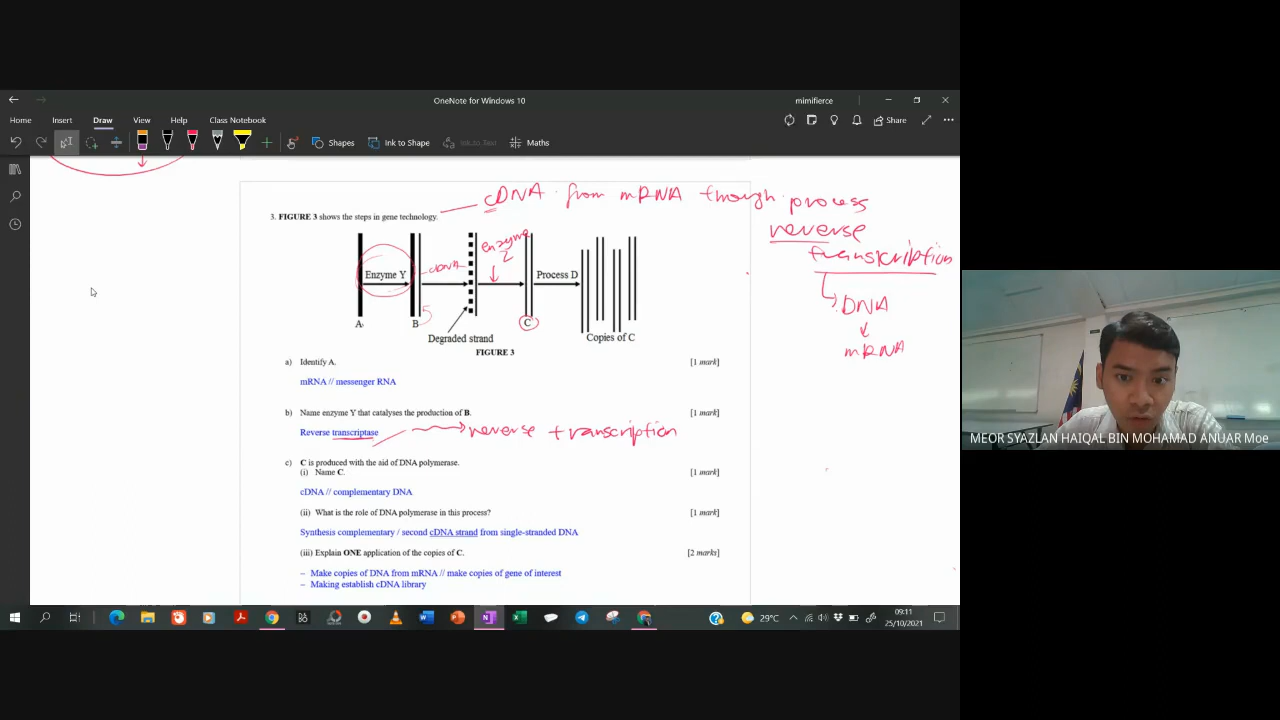 OneNote for Windows 10
mimifierce
Home Insert Draw View Help Class Notebook
Share
Shapes Ink to Shape Ink to Text Maths
cDNA from mRNA though process
reverse
transkription
DNA
mRNA
3. FIGURE 3 shows the steps in gene technology.
enzyme
Z
Enzyme Y
cDNA
Process D
A
B
5
C
Degraded strand
Copies of C
FIGURE 3
a) Identify A. [1 mark]
mRNA // messenger RNA
b) Name enzyme Y that catalyses the production of B. [1 mark]
Reverse transcriptase
reverse transcription
c) C is produced with the aid of DNA polymerase.
(i) Name C. [1 mark]
cDNA // complementary DNA
(ii) What is the role of DNA polymerase in this process? [1 mark]
Synthesis complementary / second cDNA strand from single-stranded DNA
(iii) Explain ONE application of the copies of C. [2 marks]
– Make copies of DNA from mRNA // make copies of gene of interest
– Making establish cDNA library
MEOR SYAZLAN HAIQAL BIN MOHAMAD ANUAR Moe
29°C
09:11
25/10/2021